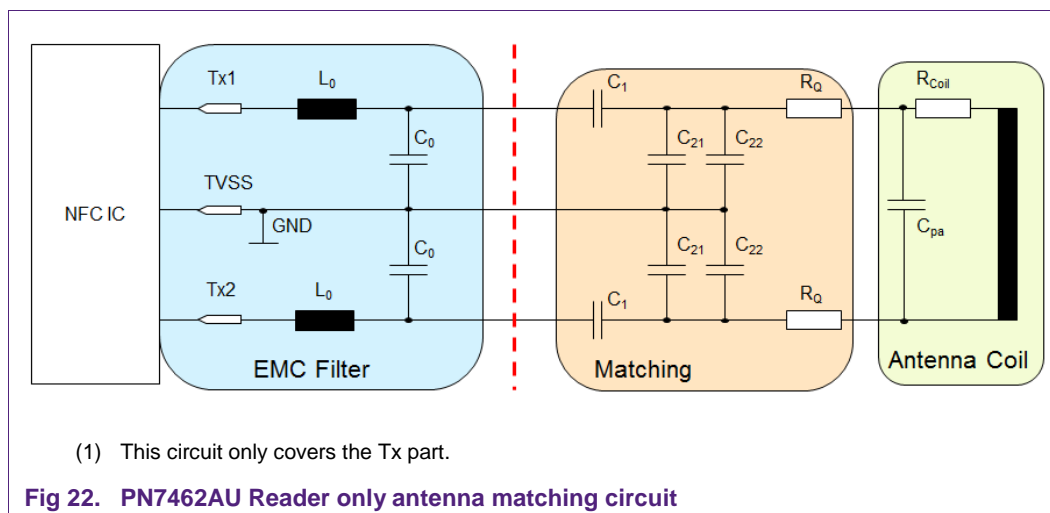 Tx1
L0
C1
RQ
RCoil
C0
C21
C22
TVSS
NFC IC
GND
Cpa
C0
C21
C22
Tx2
L0
C1
RQ
EMC Filter
Matching
Antenna Coil
(1) This circuit only covers the Tx part.
Fig 22. PN7462AU Reader only antenna matching circuit